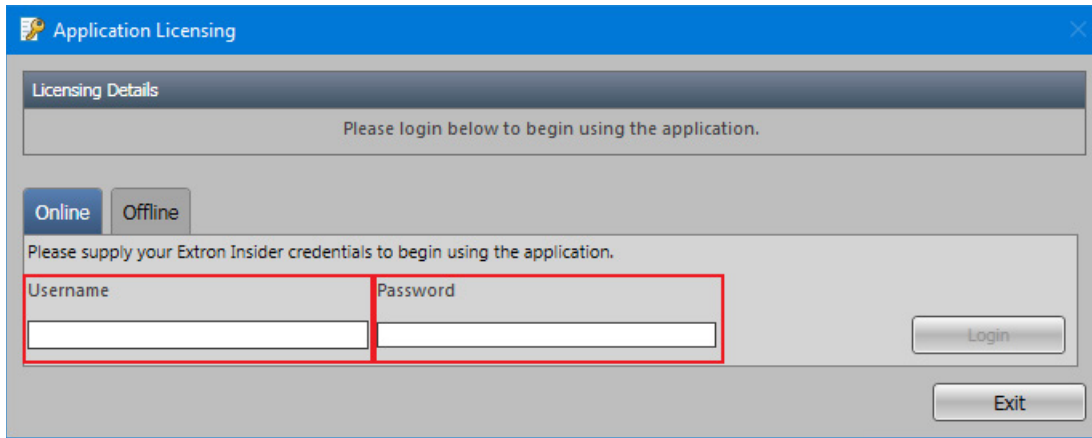 Application Licensing
Licensing Details
Please login below to begin using the application.
Online
Offline
Please supply your Extron Insider credentials to begin using the application.
Username
Password
Login
Exit